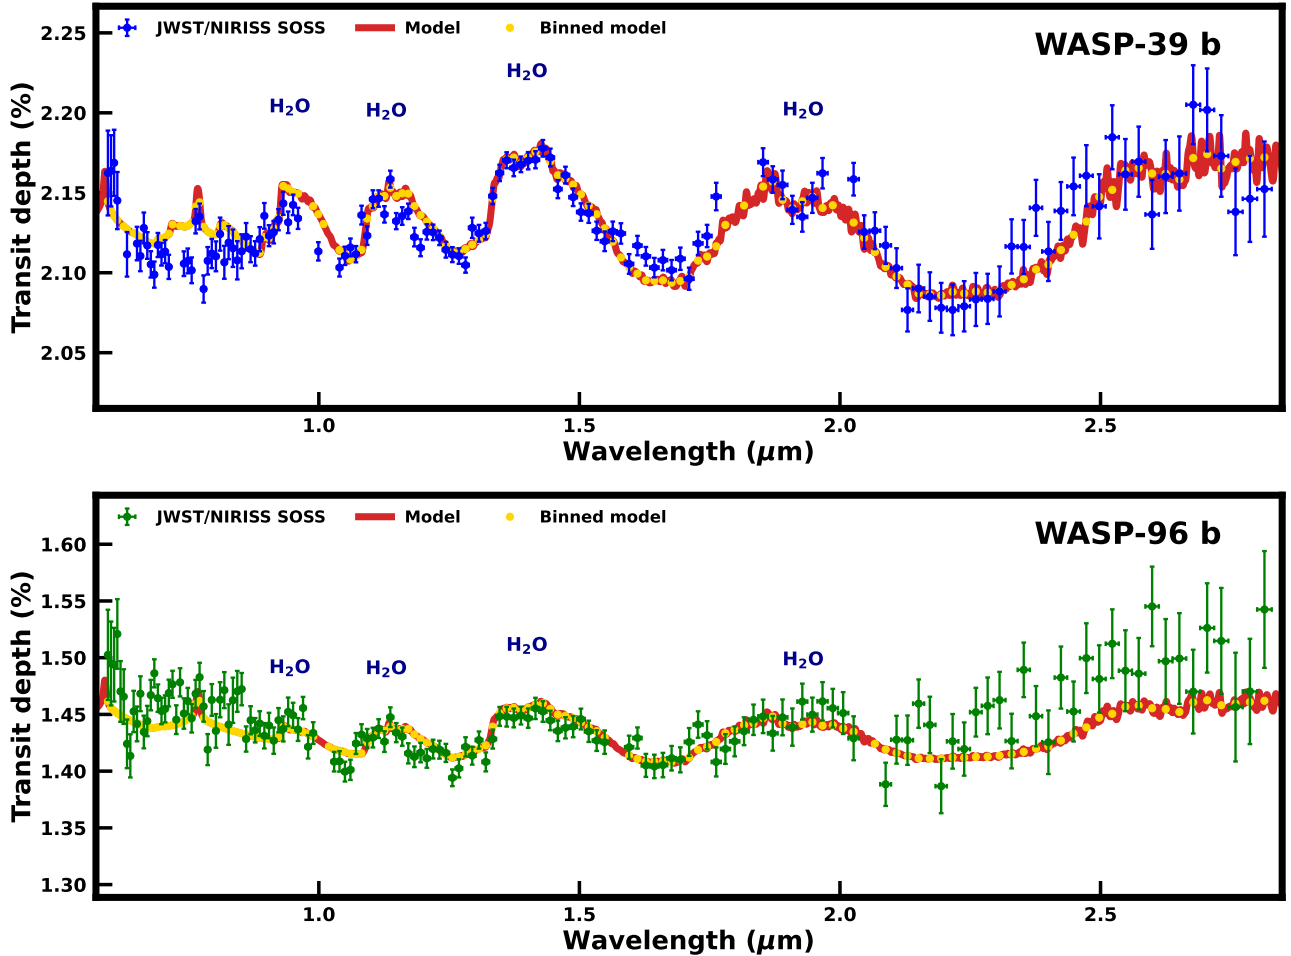 JWST/NIRISS SOSS Model Binned model
WASP-39 b
H₂O H₂O H₂O H₂O
Transit depth (%)
2.25
2.20
2.15
2.10
2.05
1.0 1.5 2.0 2.5
Wavelength (μm)
JWST/NIRISS SOSS Model Binned model
WASP-96 b
H₂O H₂O H₂O H₂O
Transit depth (%)
1.60
1.55
1.50
1.45
1.40
1.35
1.30
1.0 1.5 2.0 2.5
Wavelength (μm)